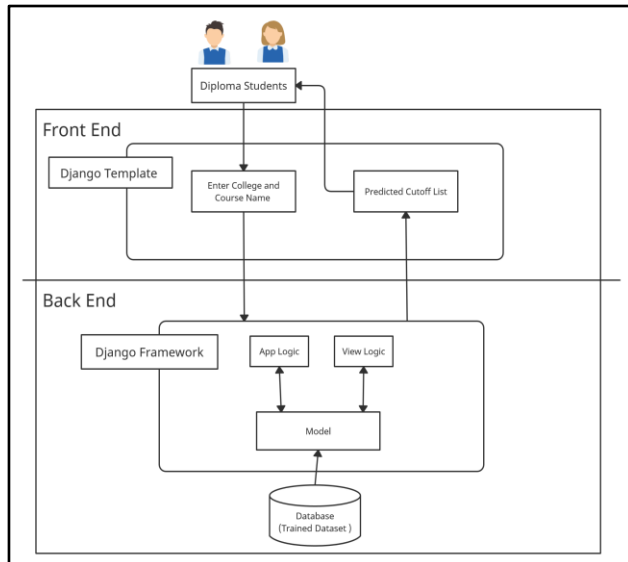 Diploma Students
Front End
Django Template
Enter College and
Course Name
Predicted Cutoff List
Back End
Django Framework
App Logic
View Logic
Model
Database
(Trained Dataset )